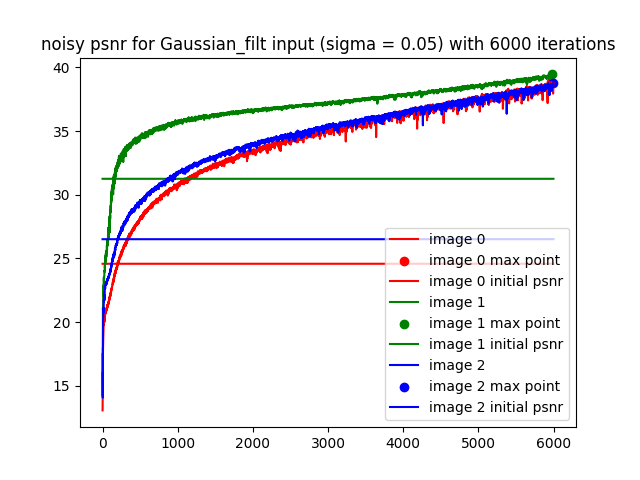 noisy psnr for Gaussian_filt input (sigma = 0.05) with 6000 iterations
40
35
30
25
20
15
image 0
image 0 max point
image 0 initial psnr
image 1
image 1 max point
image 1 initial psnr
image 2
image 2 max point
image 2 initial psnr
0 1000 2000 3000 4000 5000 6000